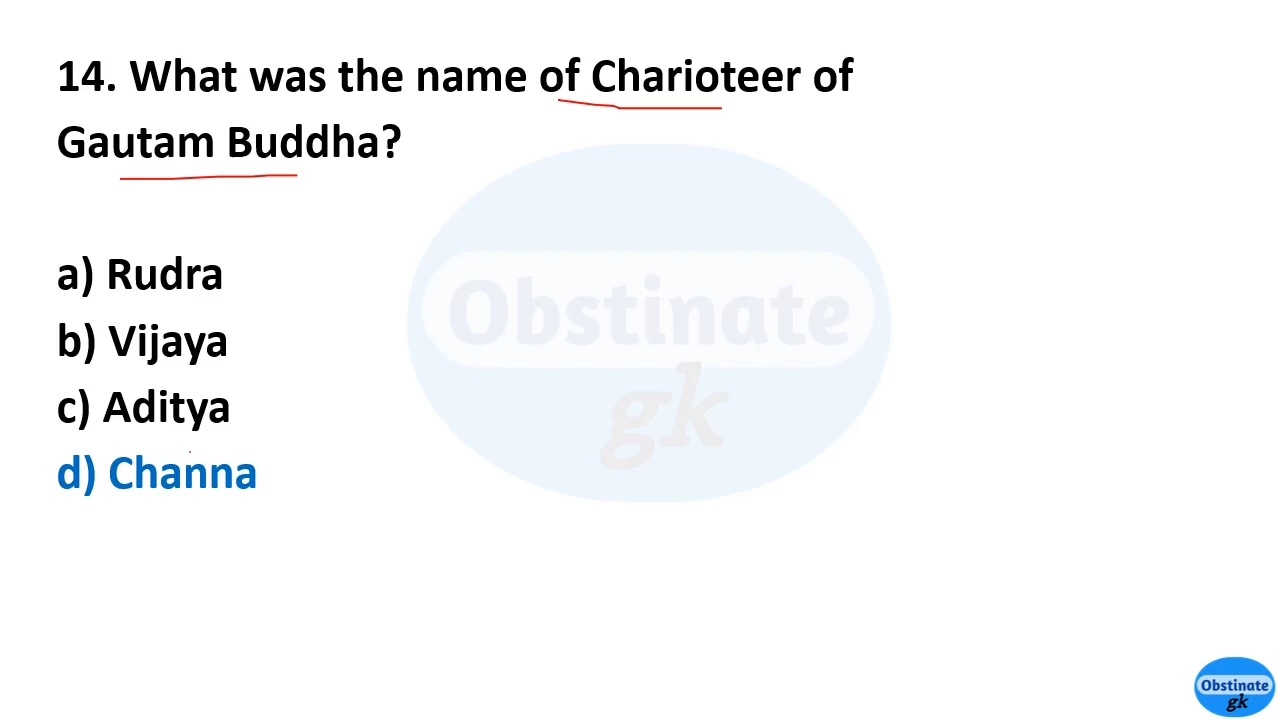 14. What was the name of Charioteer of
Gautam Buddha?
a) Rudra
b) Vijaya
c) Aditya
d) Channa
Obstinate
gk
Obstinate
gk